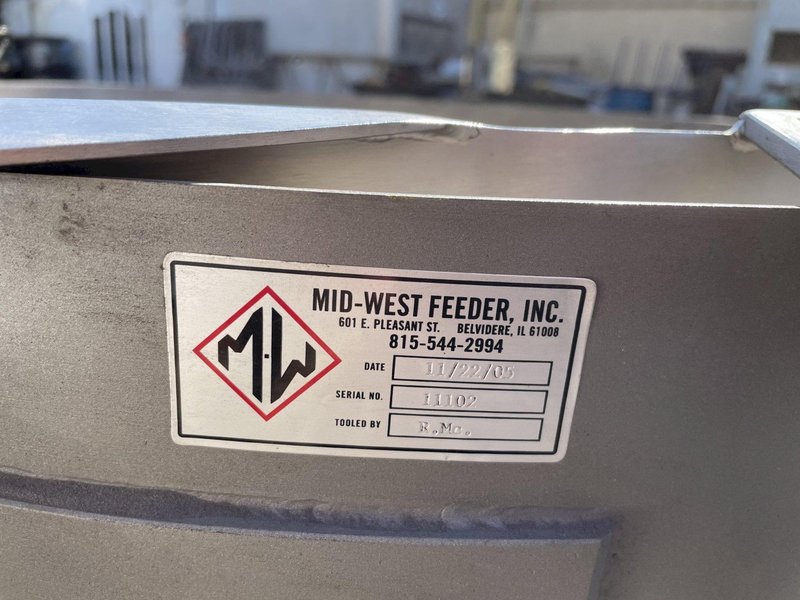 M-W
MID-WEST FEEDER, INC.
601 E. PLEASANT ST. BELVIDERE, IL 61008
815-544-2994
DATE 11/22/05
SERIAL NO. 11102
TOOLED BY R.Mc.